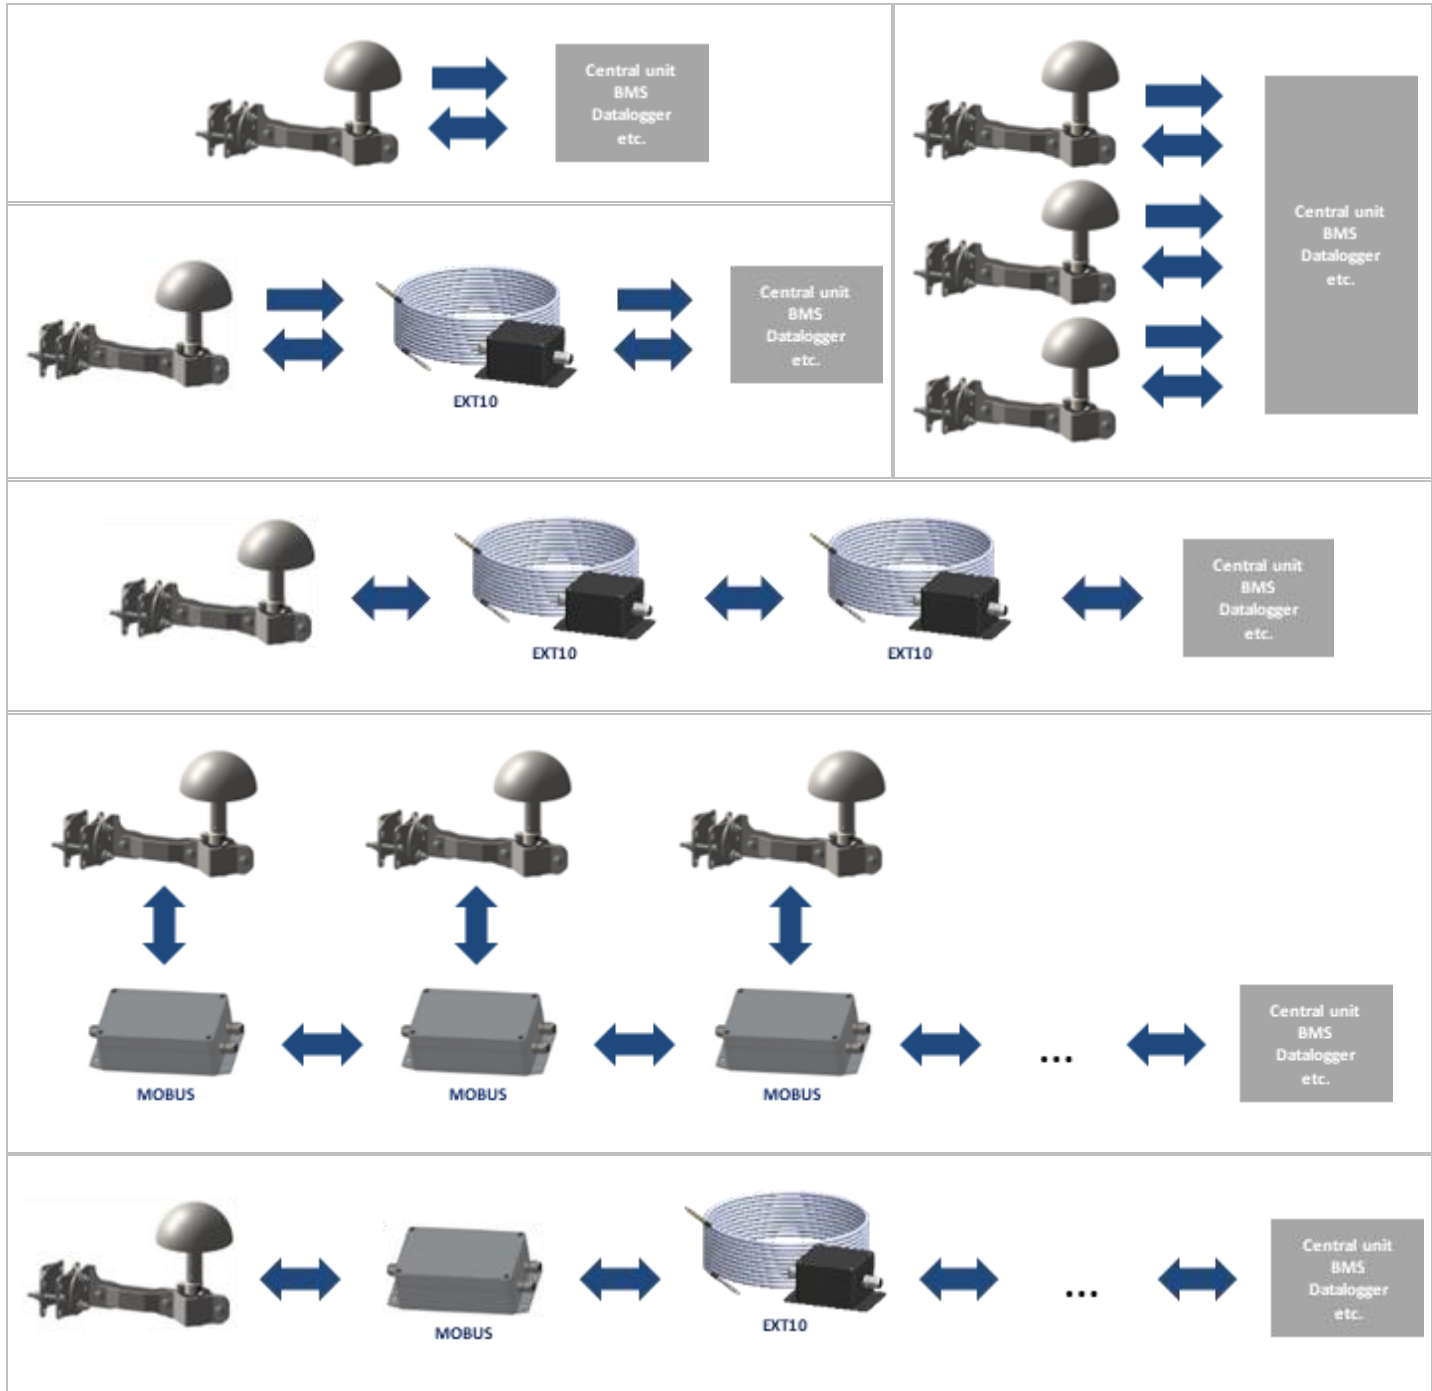 Central unit
BMS
Datalogger
etc.
Central unit
BMS
Datalogger
etc.
EXT10
Central unit
BMS
Datalogger
etc.
EXT10
EXT10
Central unit
BMS
Datalogger
etc.
MOBUS
MOBUS
MOBUS
...
Central unit
BMS
Datalogger
etc.
MOBUS
EXT10
...
Central unit
BMS
Datalogger
etc.